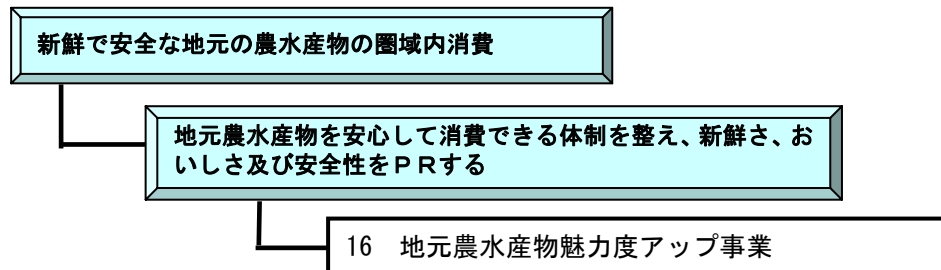 新鮮で安全な地元の農水産物の圏域内消費
地元農水産物を安心して消費できる体制を整え、新鮮さ、お
いしさ及び安全性をＰＲする
16　地元農水産物魅力度アップ事業